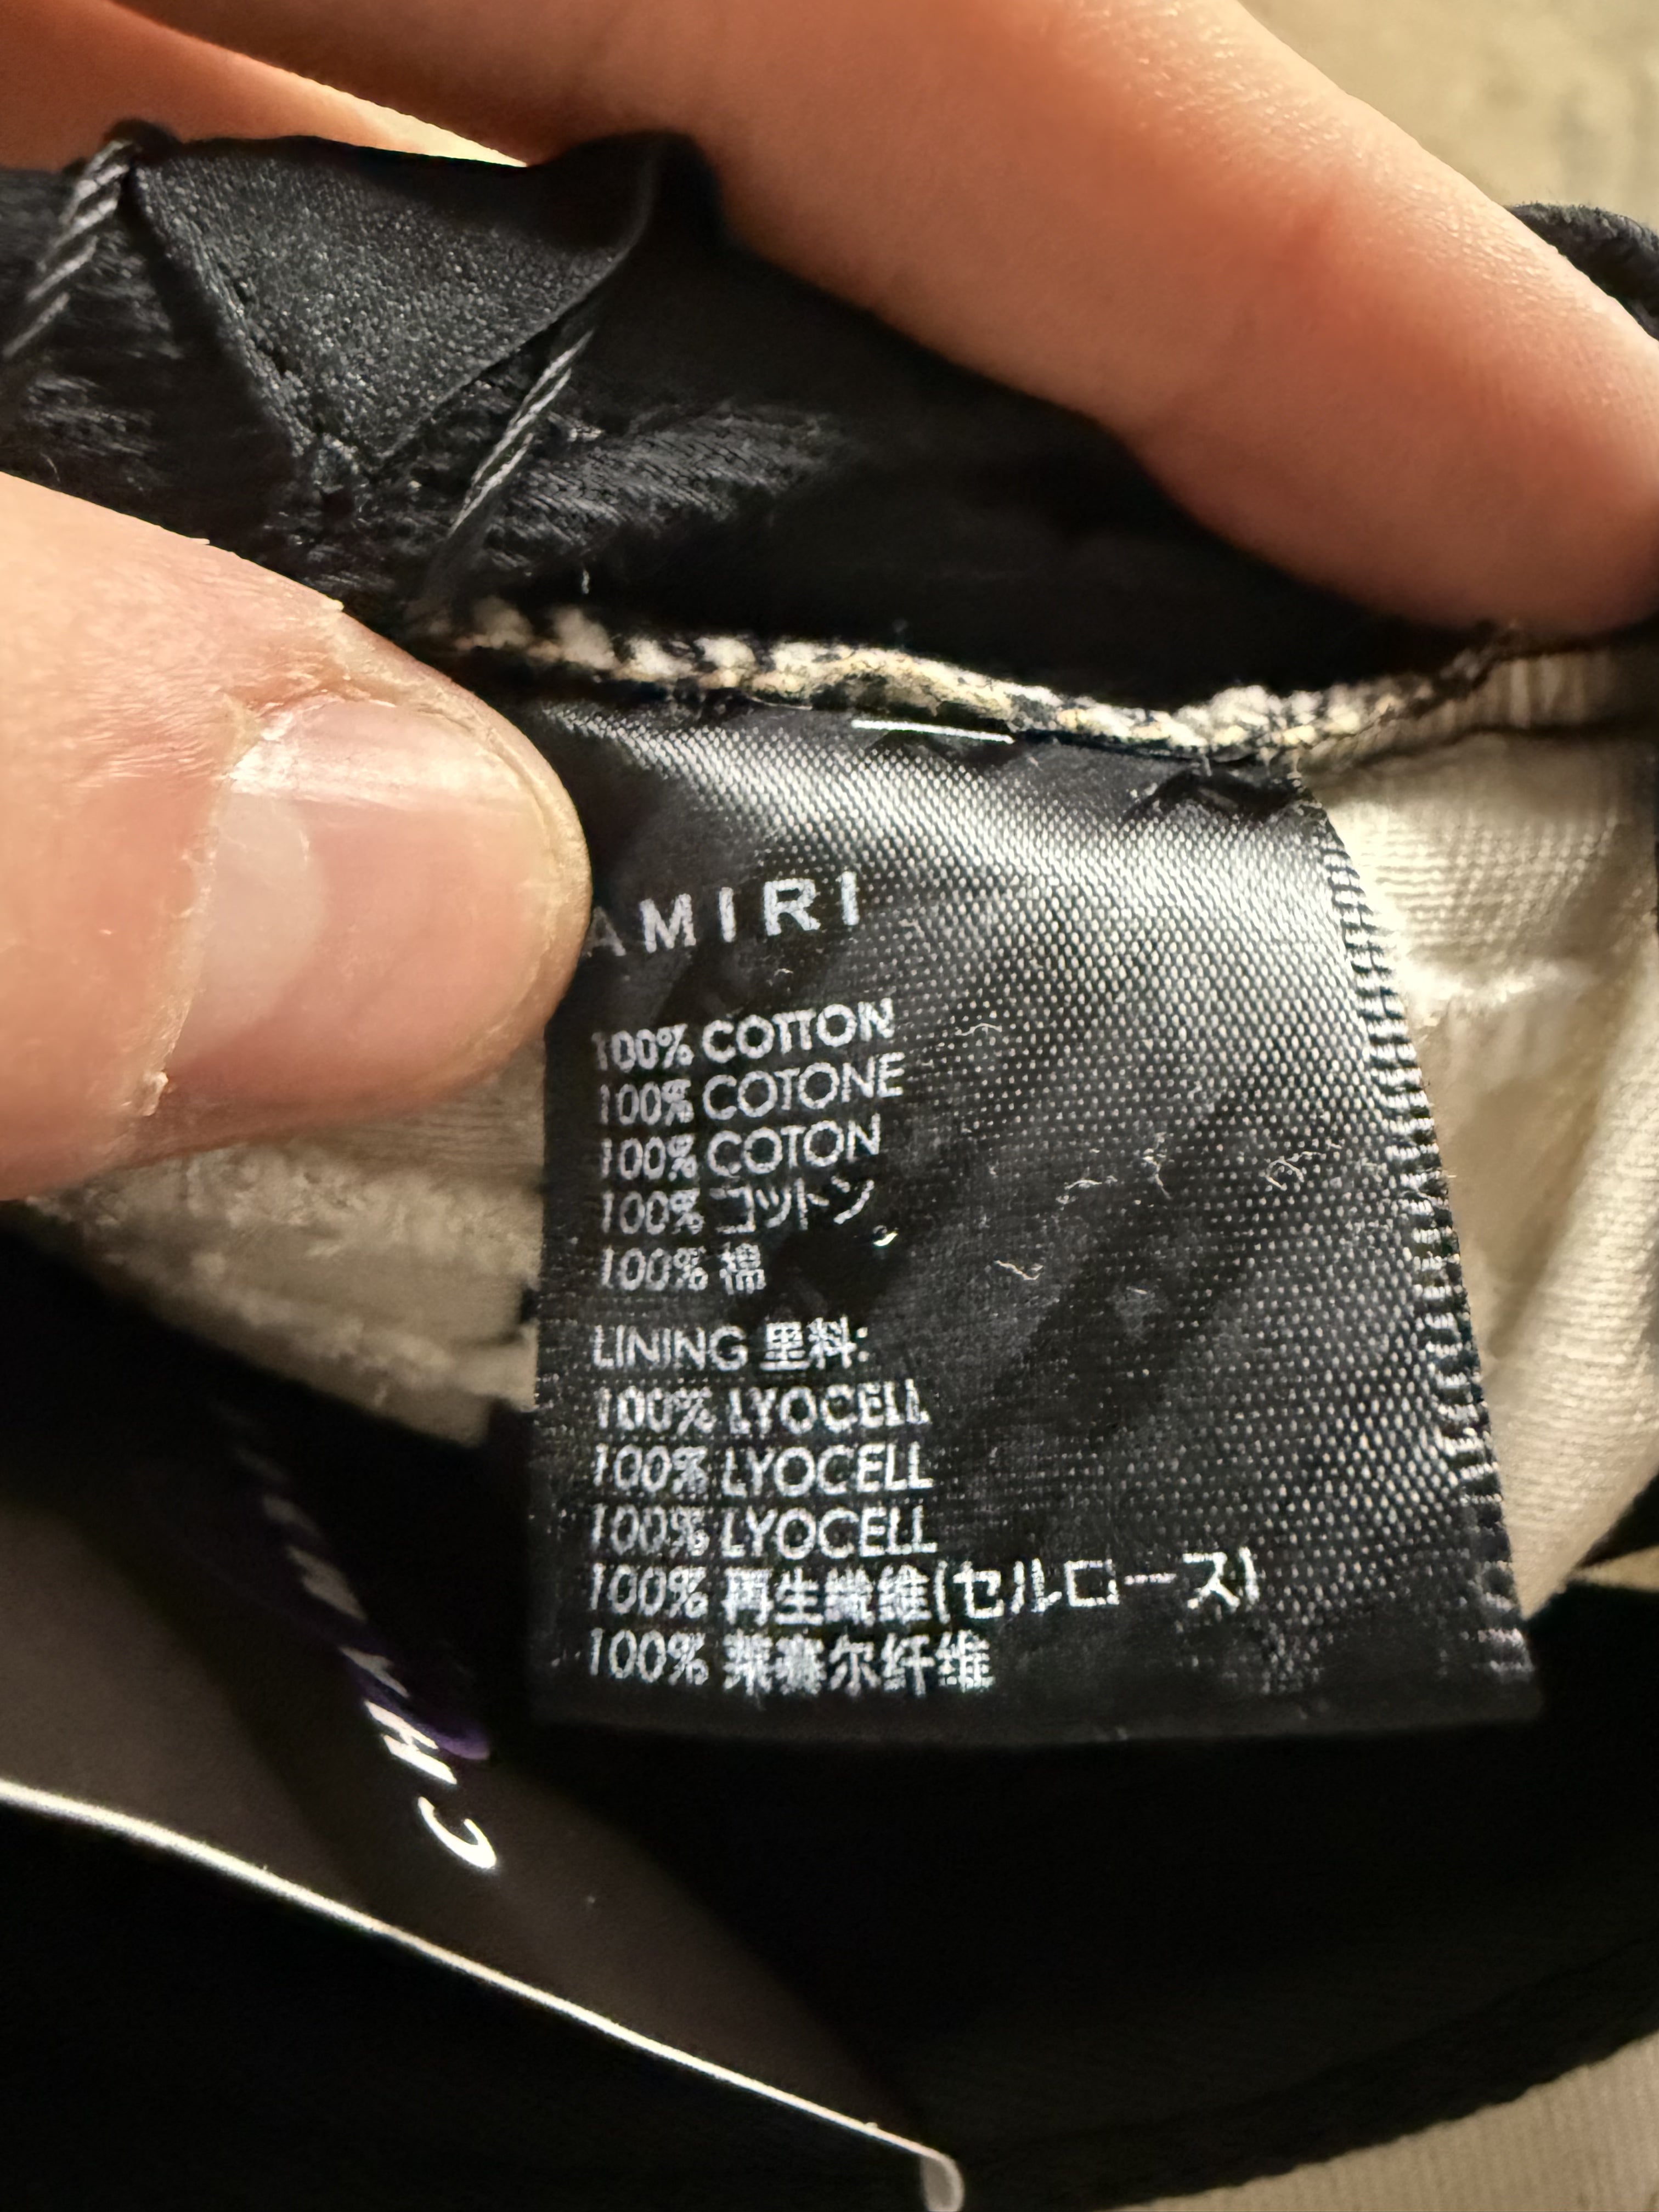 AMIRI
100% COTTON
100% COTONE
100% COTON
100% コットン
100% 棉
LINING 里料:
100% LYOCELL
100% LYOCELL
100% LYOCELL
100% 再生繊維(セルロース)
100% 莱赛尔纤维